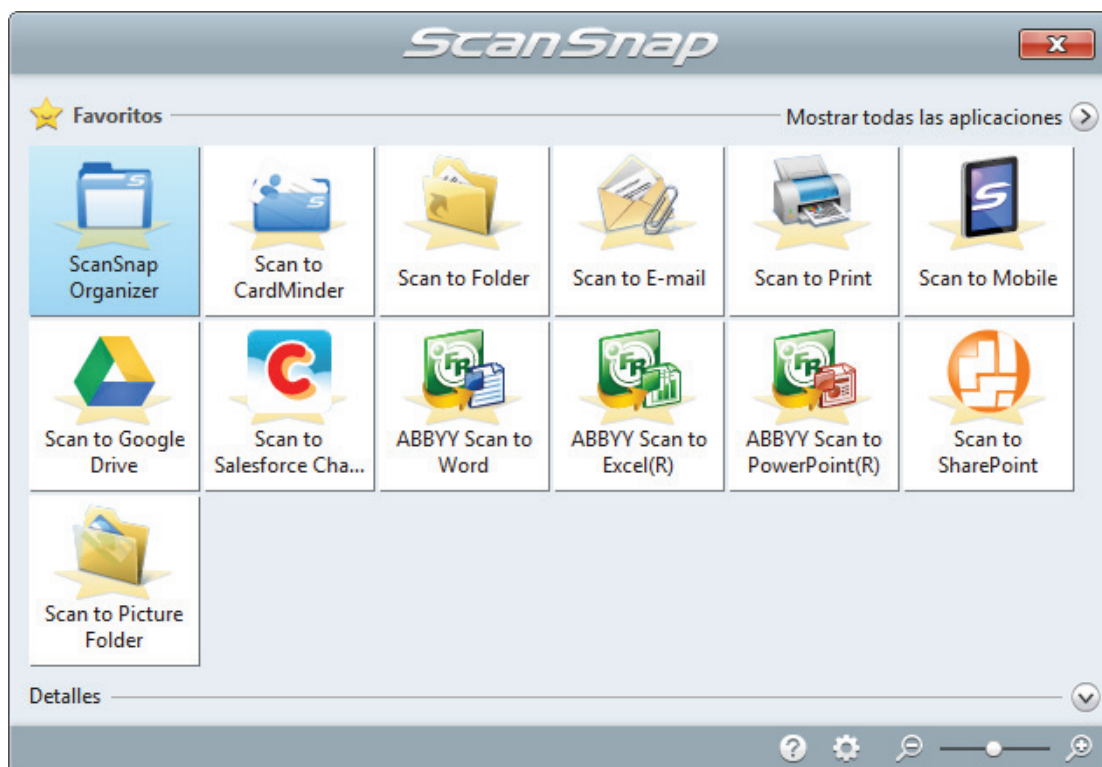 ScanSnap
Favoritos
Mostrar todas las aplicaciones
ScanSnap
Organizer
Scan to
CardMinder
Scan to Folder
Scan to E-mail
Scan to Print
Scan to Mobile
Scan to Google
Drive
Scan to
Salesforce Cha...
ABBYY Scan to
Word
ABBYY Scan to
Excel(R)
ABBYY Scan to
PowerPoint(R)
Scan to
SharePoint
Scan to Picture
Folder
Detalles